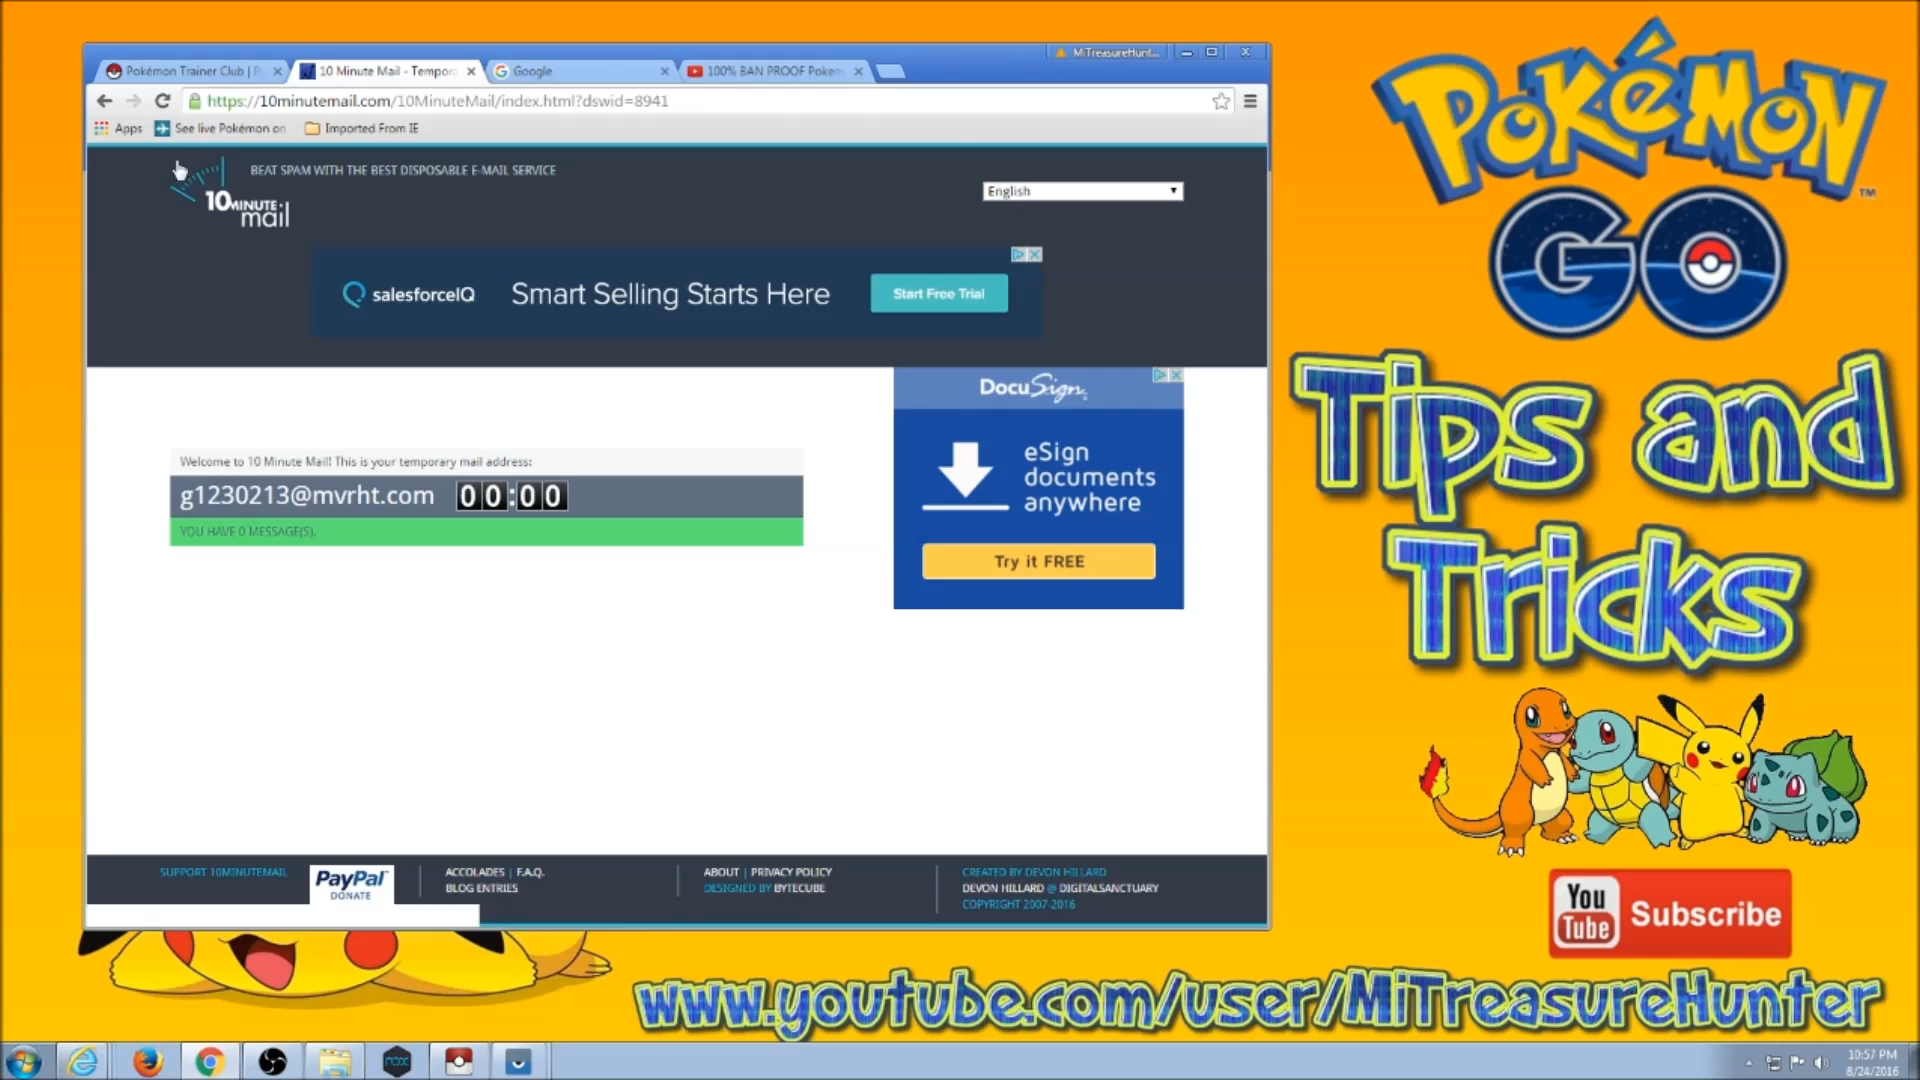 MiTreasureHunt...
Pokémon Trainer Club | P
10 Minute Mail - Tempora
Google
100% BAN PROOF Pokem
https://10minutemail.com/10MinuteMail/index.html?dswid=8941
Apps
See live Pokémon on
Imported From IE
BEAT SPAM WITH THE BEST DISPOSABLE E-MAIL SERVICE
English
10 MINUTE
mail
salesforceIQ
Smart Selling Starts Here
Start Free Trial
DocuSign
eSign
documents
anywhere
Try it FREE
Welcome to 10 Minute Mail! This is your temporary mail address:
g1230213@mvrht.com 00:00
YOU HAVE 0 MESSAGE(S).
SUPPORT 10MINUTEMAIL
PayPal
DONATE
ACCOLADES | F.A.Q.
BLOG ENTRIES
ABOUT | PRIVACY POLICY
DESIGNED BY BYTECUBE
CREATED BY DEVON HILLARD
DEVON HILLARD @ DIGITALSANCTUARY
COPYRIGHT 2007-2016
POKéMON
TM
GO
Tips and
Tricks
You
Tube
Subscribe
www.youtube.com/user/MiTreasureHunter
nox
10:57 PM
8/24/2016